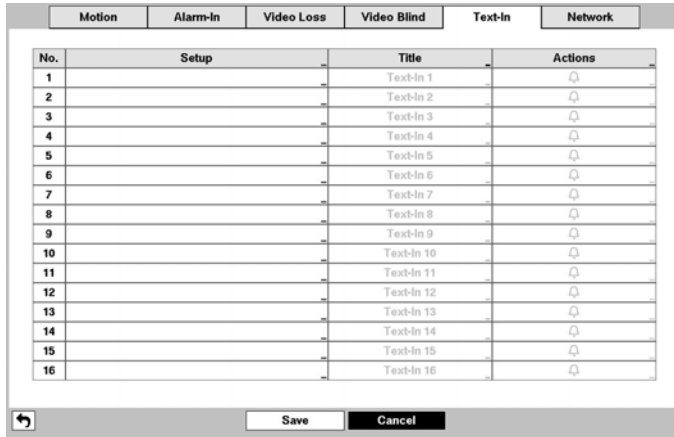 Motion Alarm-In Video Loss Video Blind Text-In Network
No. Setup Title Actions
1 Text-In 1
2 Text-In 2
3 Text-In 3
4 Text-In 4
5 Text-In 5
6 Text-In 6
7 Text-In 7
8 Text-In 8
9 Text-In 9
10 Text-In 10
11 Text-In 11
12 Text-In 12
13 Text-In 13
14 Text-In 14
15 Text-In 15
16 Text-In 16
Save Cancel